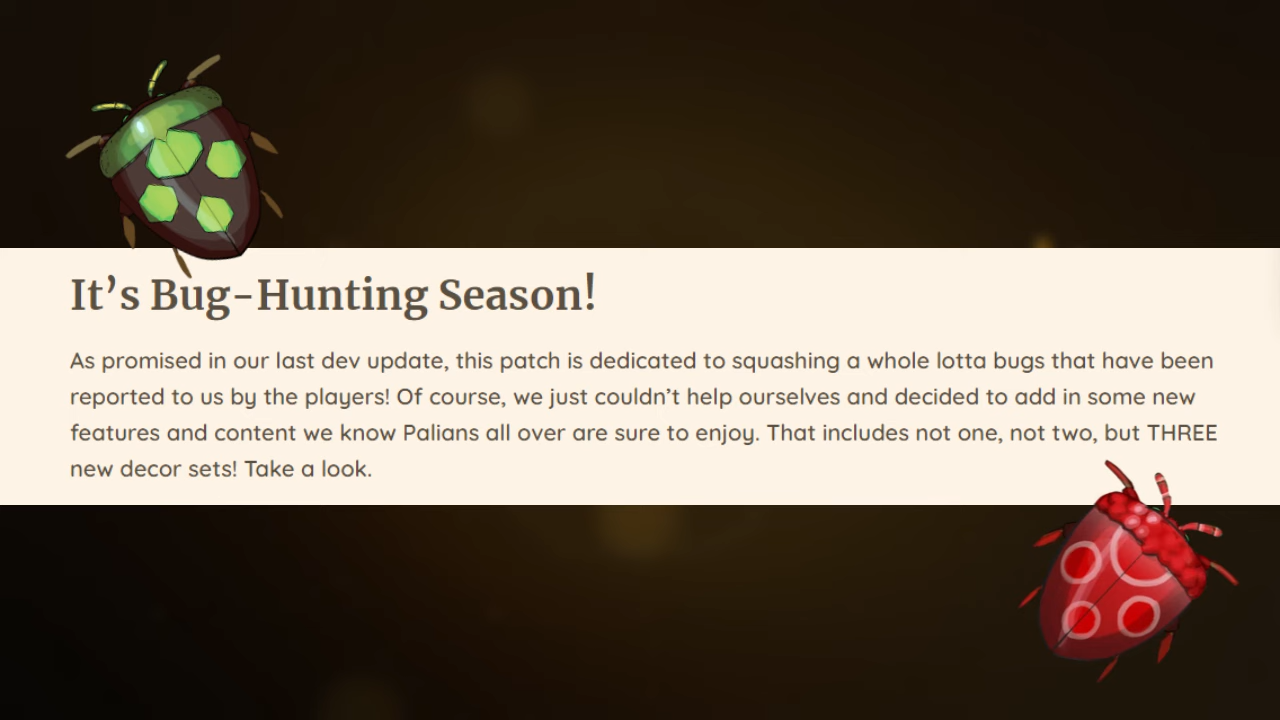 It’s Bug-Hunting Season!
As promised in our last dev update, this patch is dedicated to squashing a whole lotta bugs that have been
reported to us by the players! Of course, we just couldn’t help ourselves and decided to add in some new
features and content we know Palians all over are sure to enjoy. That includes not one, not two, but THREE
new decor sets! Take a look.